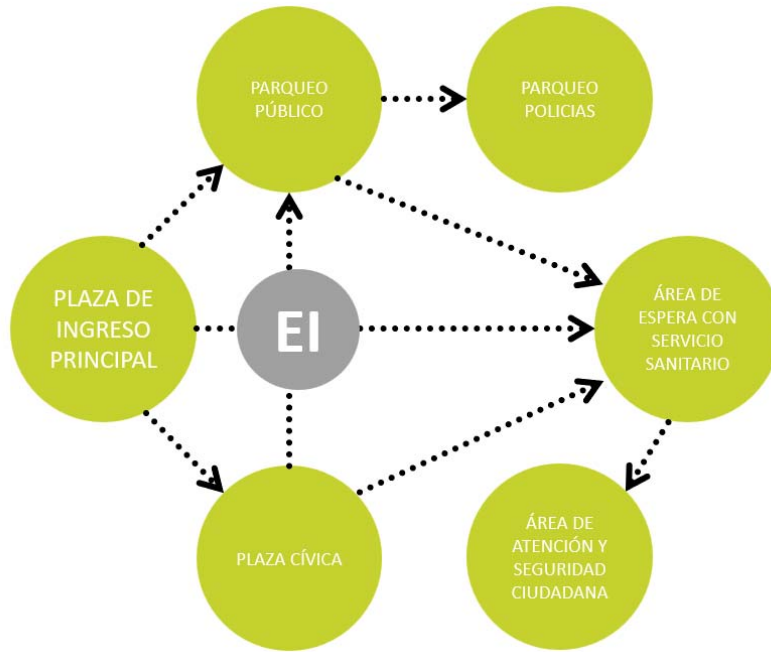 PARQUEO
PÚBLICO
PARQUEO
POLICIAS
PLAZA DE
INGRESO
PRINCIPAL
EI
ÁREA DE
ESPERA CON
SERVICIO
SANITARIO
PLAZA CÍVICA
ÁREA DE
ATENCIÓN Y
SEGURIDAD
CIUDADANA